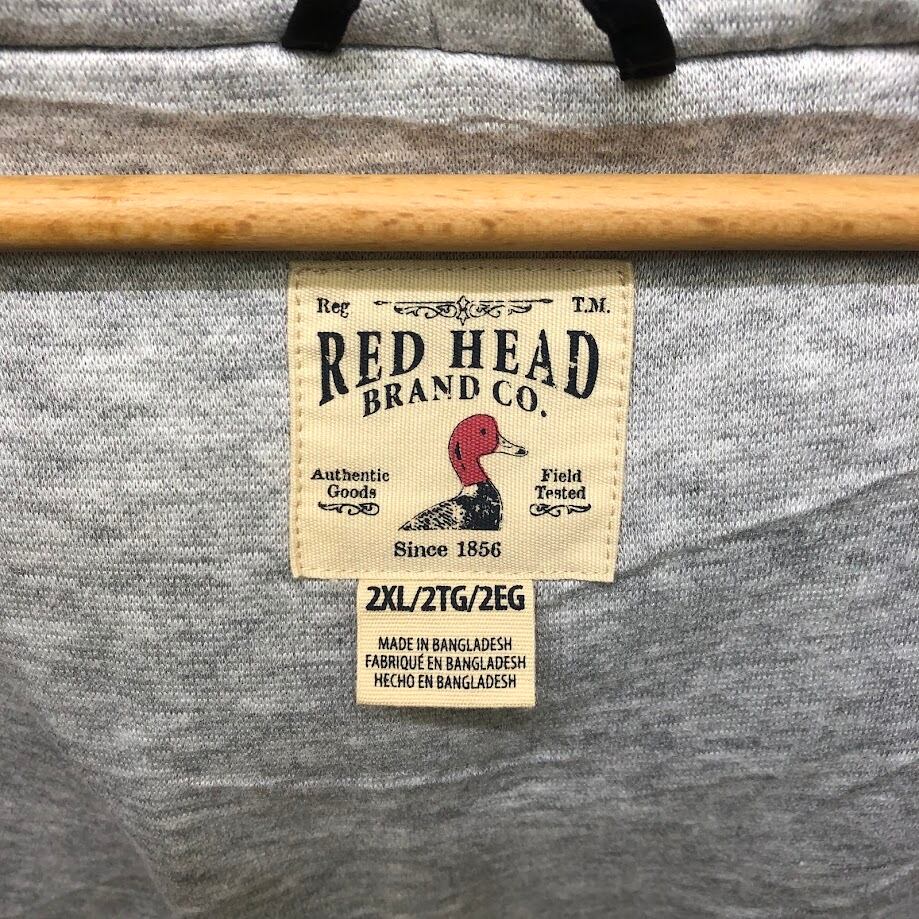 Reg T.M.
RED HEAD
BRAND CO.
Authentic Goods
Field Tested
Since 1856
2XL/2TG/2EG
MADE IN BANGLADESH
FABRIQUÉ EN BANGLADESH
HECHO EN BANGLADESH